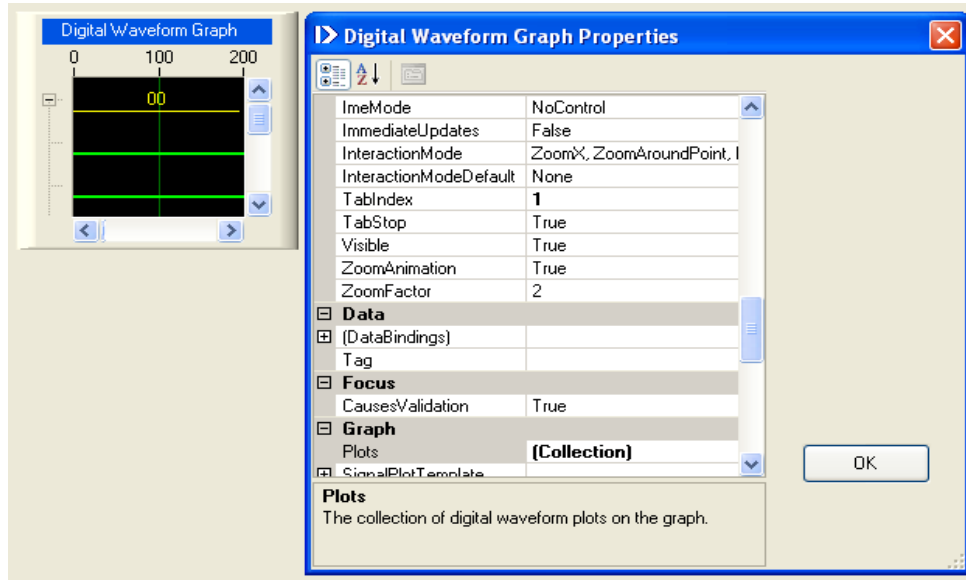 Digital Waveform Graph
0 100 200
00
Digital Waveform Graph Properties
ImeMode NoControl
ImmediateUpdates False
InteractionMode ZoomX, ZoomAroundPoint,
InteractionModeDefault None
TabIndex 1
TabStop True
Visible True
ZoomAnimation True
ZoomFactor 2
Data
(DataBindings)
Tag
Focus
CausesValidation True
Graph
Plots (Collection)
SignalPlotTemplate
OK
Plots
The collection of digital waveform plots on the graph.